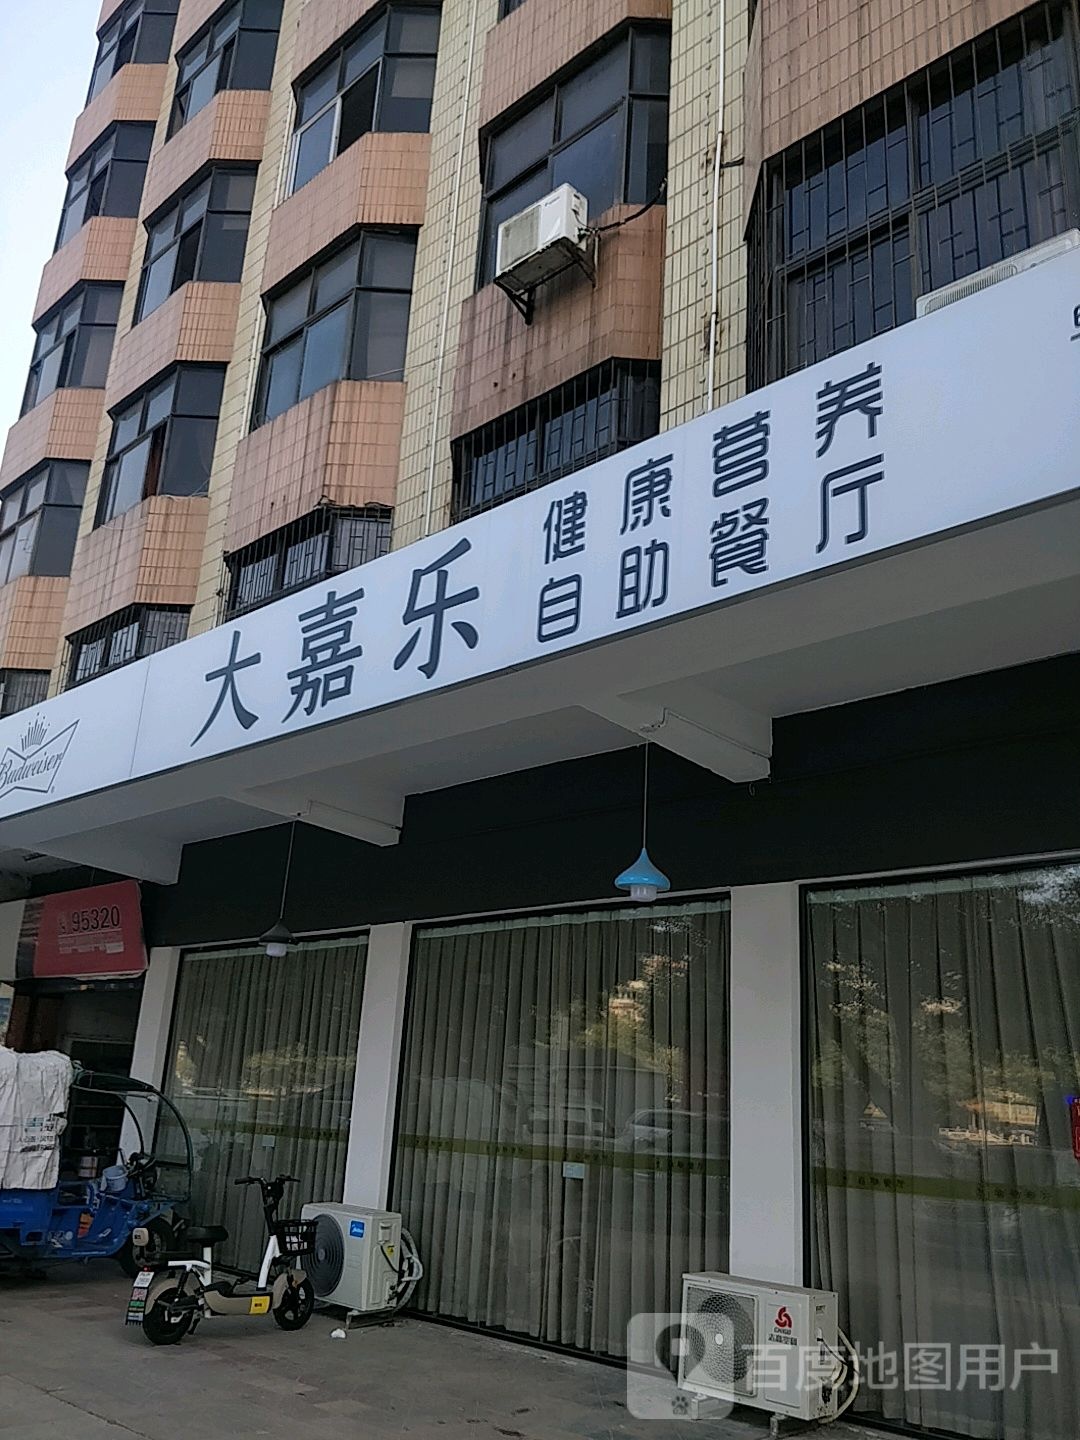 健康营养
大嘉乐
自助餐厅
Budweiser
95320
百度地图用户